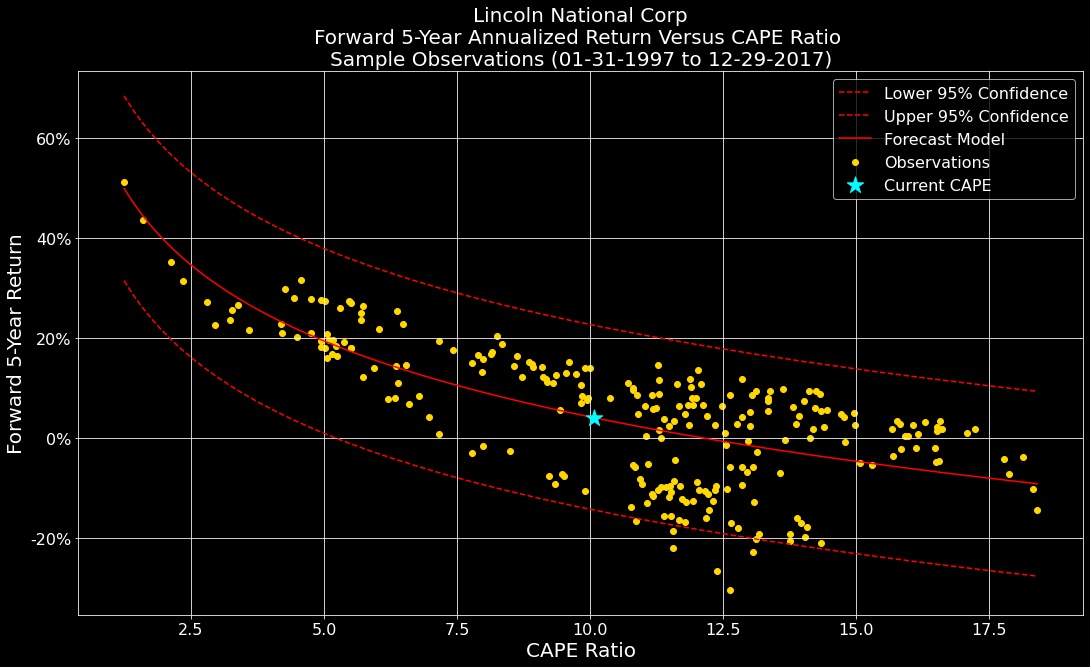 Lincoln National Corp
Forward 5-Year Annualized Return Versus CAPE Ratio
Sample Observations (01-31-1997 to 12-29-2017)
Lower 95% Confidence
Upper 95% Confidence
Forecast Model
Observations
Current CAPE
Forward 5-Year Return
60%
40%
20%
0%
-20%
2.5 5.0 7.5 10.0 12.5 15.0 17.5
CAPE Ratio